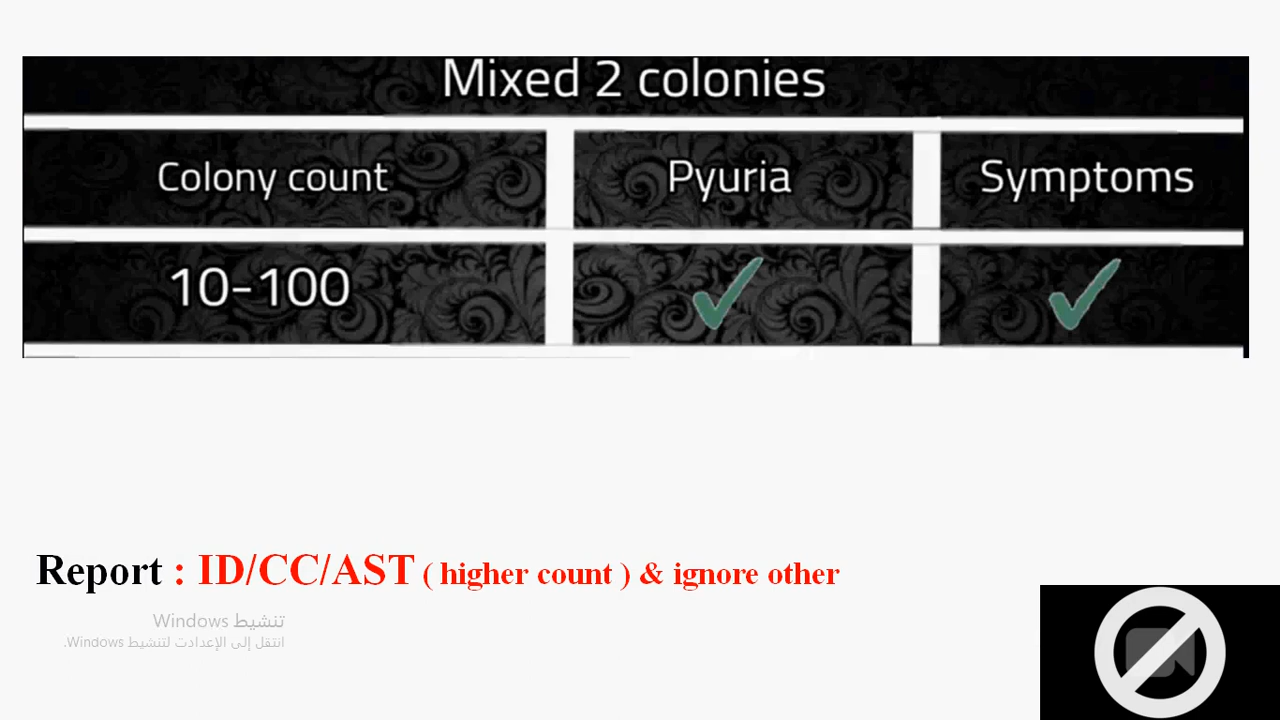 Mixed 2 colonies
Colony count Pyuria Symptoms
10-100
Report : ID/CC/AST ( higher count ) & ignore other
تنشيط Windows
انتقل إلى الإعدادت لتنشيط Windows.